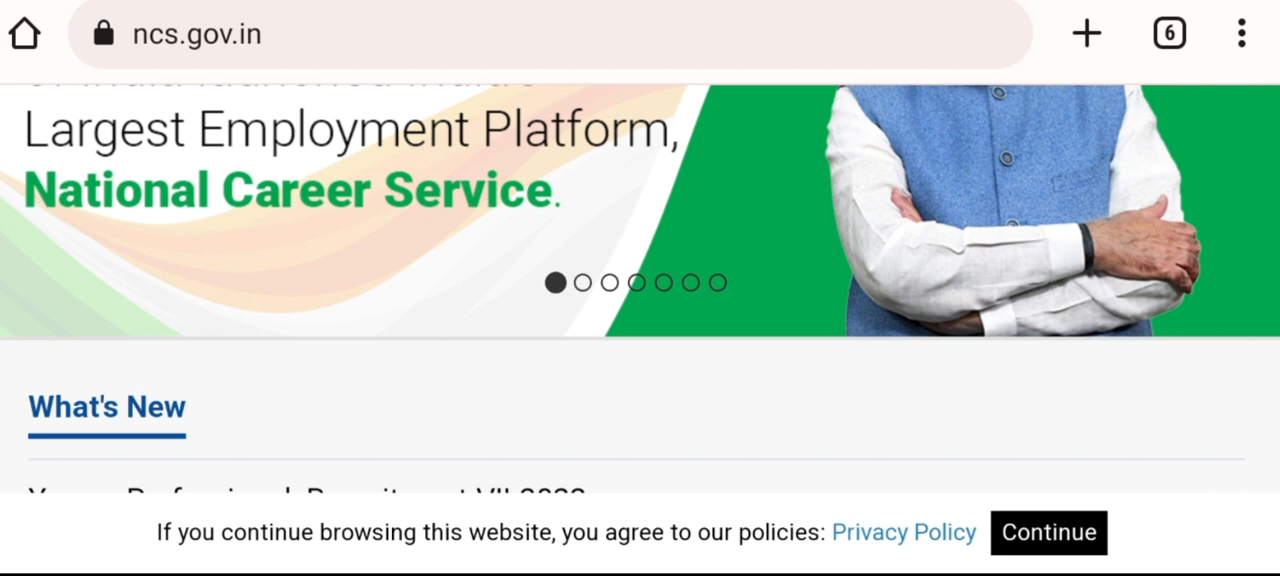 ncs.gov.in
6
Largest Employment Platform,
National Career Service.
What's New
If you continue browsing this website, you agree to our policies: Privacy Policy Continue